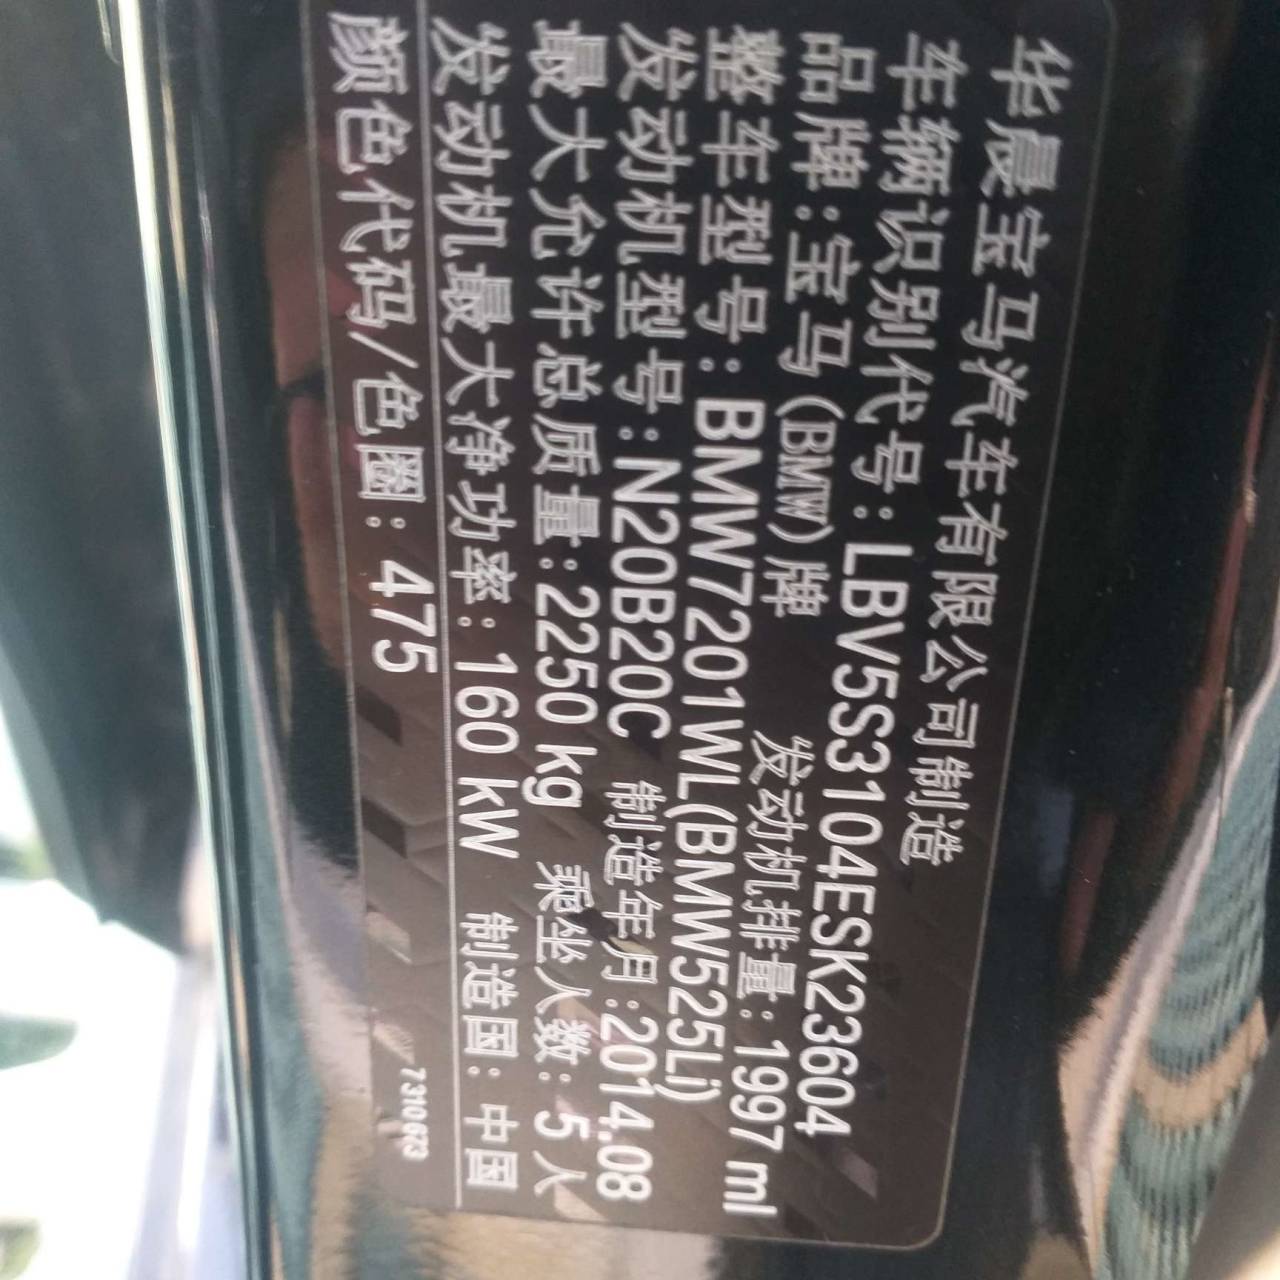 华晨宝马汽车有限公司制造
车辆识别代号：LBV5S3104ESK23604
品牌：宝马(BMW)牌 发动机排量：1997 ml
整车型号：BMW7201WL(BMW525Li)
发动机型号：N20B20C 制造年月：2014.08
最大允许总质量：2250 kg 乘坐人数：5人
发动机最大净功率：160 kW 制造国：中国
颜色代码/色圈：475
7310673